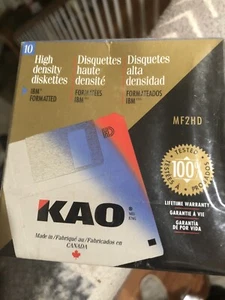 10
High
density
diskettes
IBM
FORMATTED
Disquettes
haute
densité
FORMATÉES
IBM
Disquetes
alta
densidad
FORMATEADOS
IBM
MF2HD
100%
KAO
Made in/Fabriqué au/Fabricados en
CANADA
LIFETIME WARRANTY
GARANTIE À VIE
GARANTÍA
DE POR VIDA